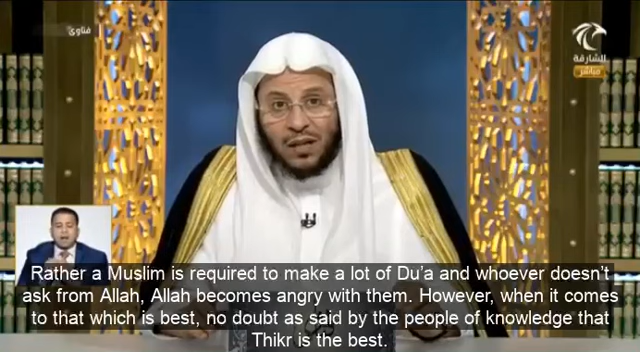 فتاوى
الشارقة
مباشر
Rather a Muslim is required to make a lot of Du'a and whoever doesn't
ask from Allah, Allah becomes angry with them. However, when it comes
to that which is best, no doubt as said by the people of knowledge that
Thikr is the best.